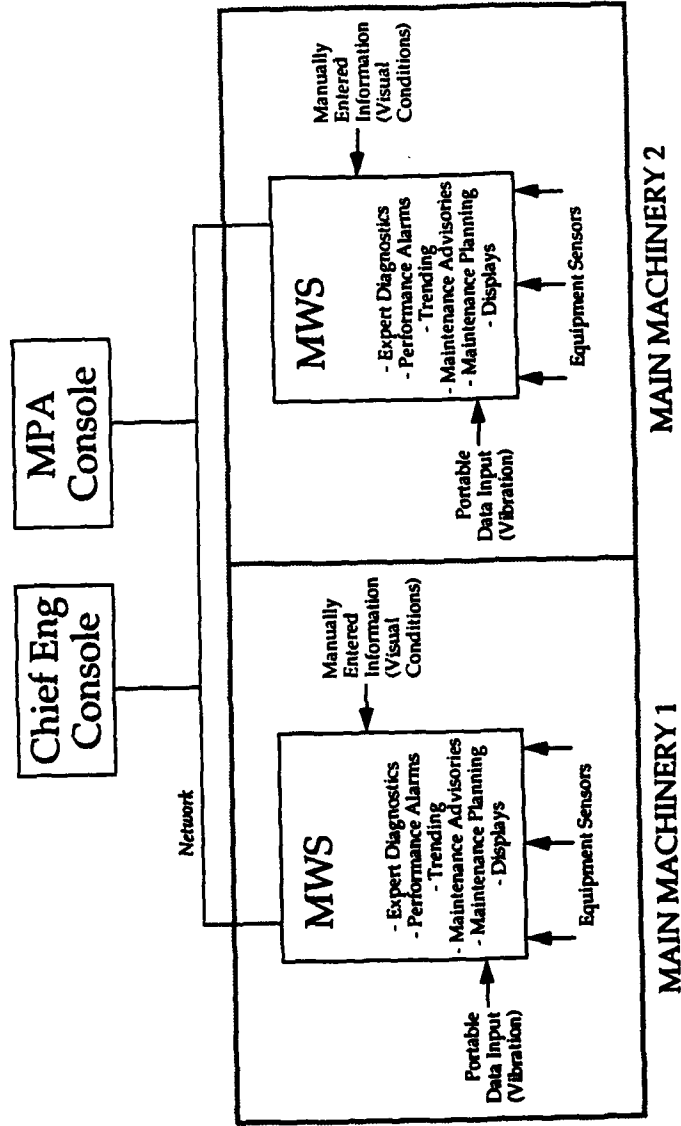 Chief Eng
Console
MPA
Console
Network
MWS
- Expert Diagnostics
- Performance Alarms
- Trending
- Maintenance Advisories
- Maintenance Planning
- Displays
Manually
Entered
Information
(Visual
Conditions)
Portable
Data Input
(Vibration)
Equipment Sensors
MAIN MACHINERY 1
MWS
- Expert Diagnostics
- Performance Alarms
- Trending
- Maintenance Advisories
- Maintenance Planning
- Displays
Manually
Entered
Information
(Visual
Conditions)
Portable
Data Input
(Vibration)
Equipment Sensors
MAIN MACHINERY 2